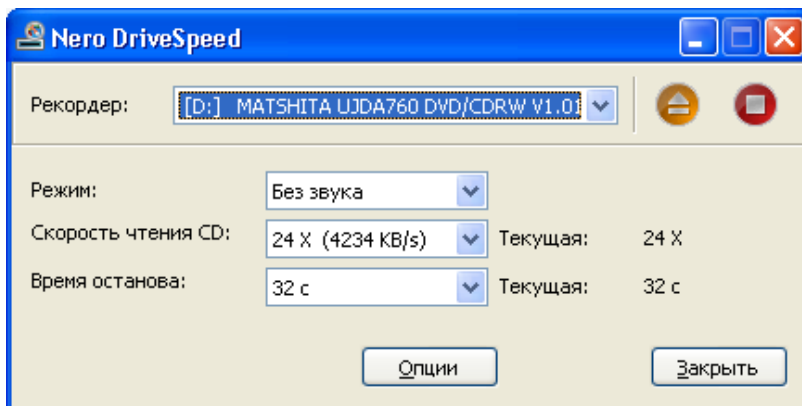 Nero DriveSpeed
Рекордер: [D:] MATSHITA UJDA760 DVD/CDRW V1.01
Режим: Без звука
Скорость чтения CD: 24 X (4234 KB/s) Текущая: 24 X
Время останова: 32 с Текущая: 32 с
Опции Закрыть